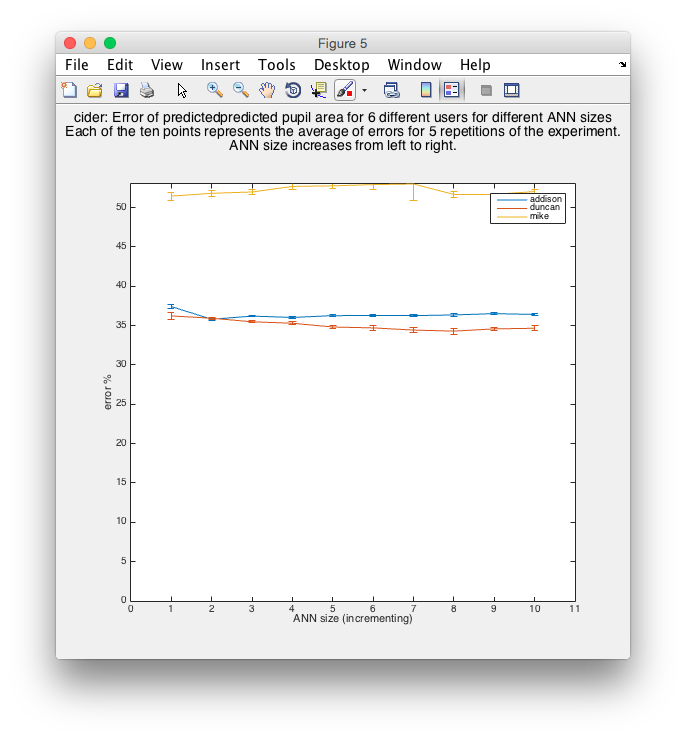 Figure 5
File Edit View Insert Tools Desktop Window Help
cider: Error of predictedpredicted pupil area for 6 different users for different ANN sizes
Each of the ten points represents the average of errors for 5 repetitions of the experiment.
ANN size increases from left to right.
addison
duncan
mike
50
45
40
35
30
25
20
15
10
5
0
error %
0 1 2 3 4 5 6 7 8 9 10 11
ANN size (incrementing)